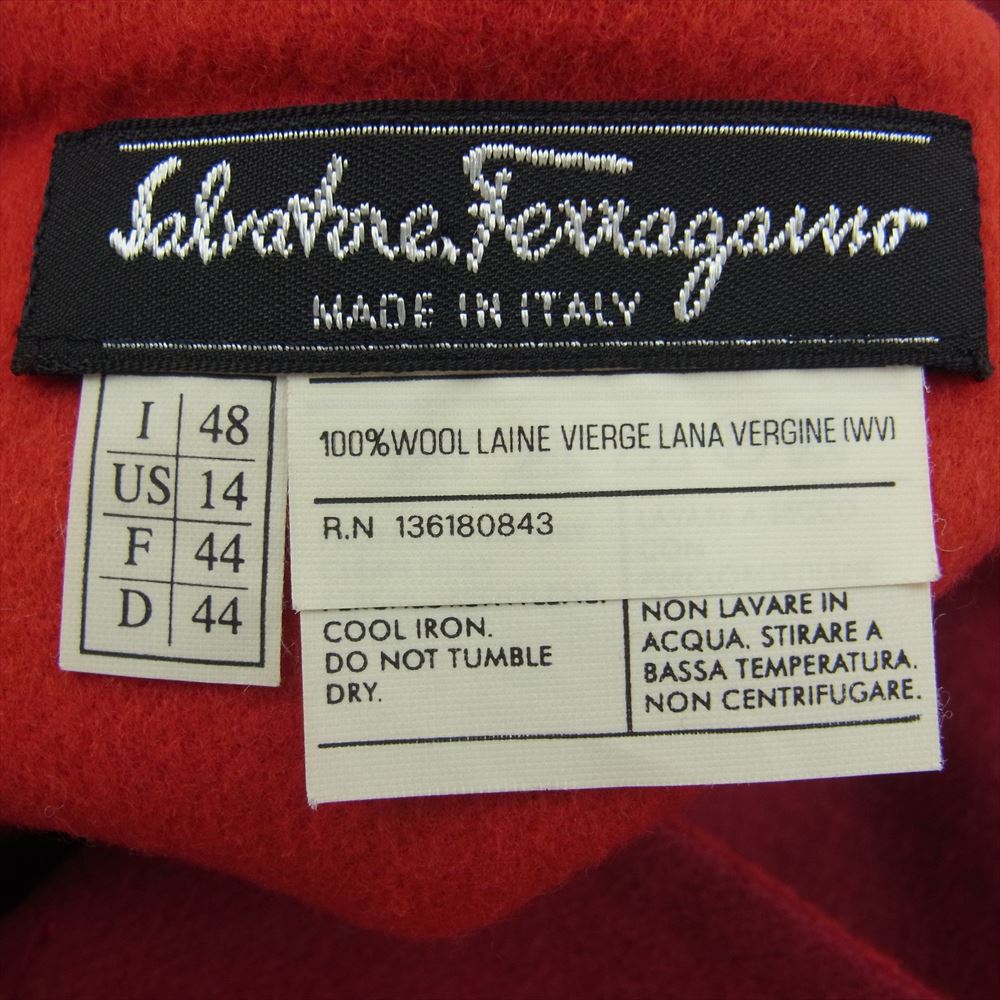 Salvatore Ferragamo
MADE IN ITALY
I 48
US 14
F 44
D 44
100%WOOL LAINE VIERGE LANA VERGINE (WV)
R.N 136180843
COOL IRON.
DO NOT TUMBLE
DRY.
NON LAVARE IN
ACQUA. STIRARE A
BASSA TEMPERATURA.
NON CENTRIFUGARE.